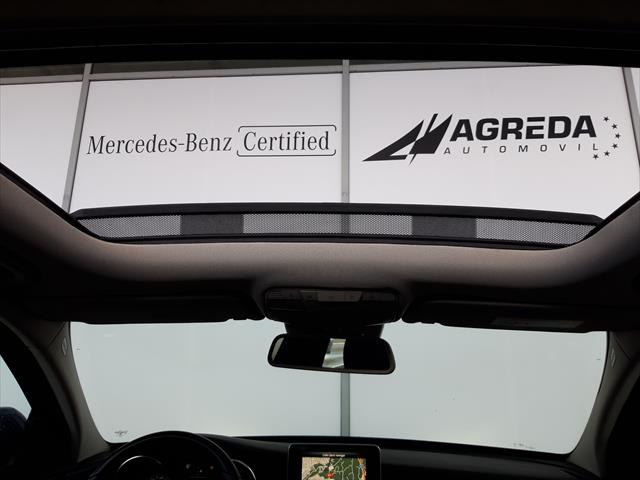 Mercedes-Benz Certified
AGREDA
AUTOMOVIL